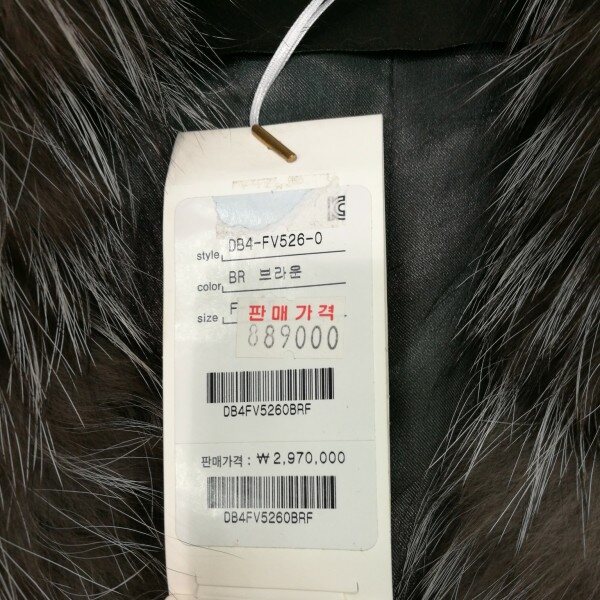 style DB4-FV526-0
color BR 브라운
size F
판매가격
889000
DB4FV5260BRF
판매가격 : ₩ 2,970,000
DB4FV5260BRF